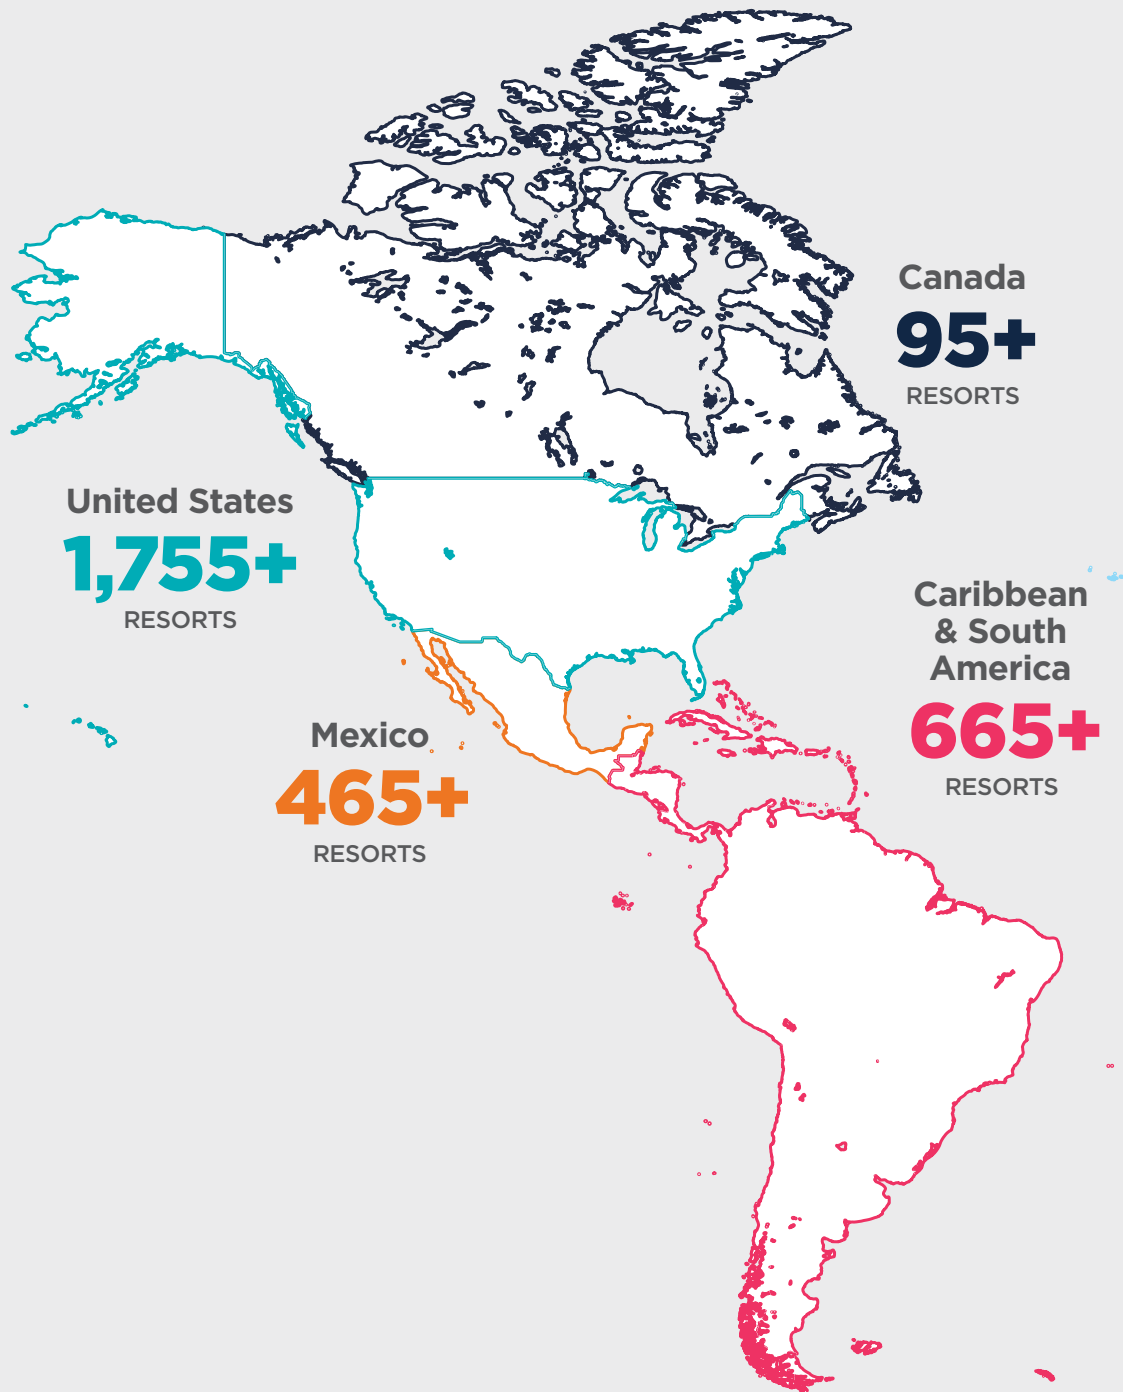 Canada
95+
RESORTS
United States
1,755+
RESORTS
Caribbean
& South
America
665+
RESORTS
Mexico
465+
RESORTS